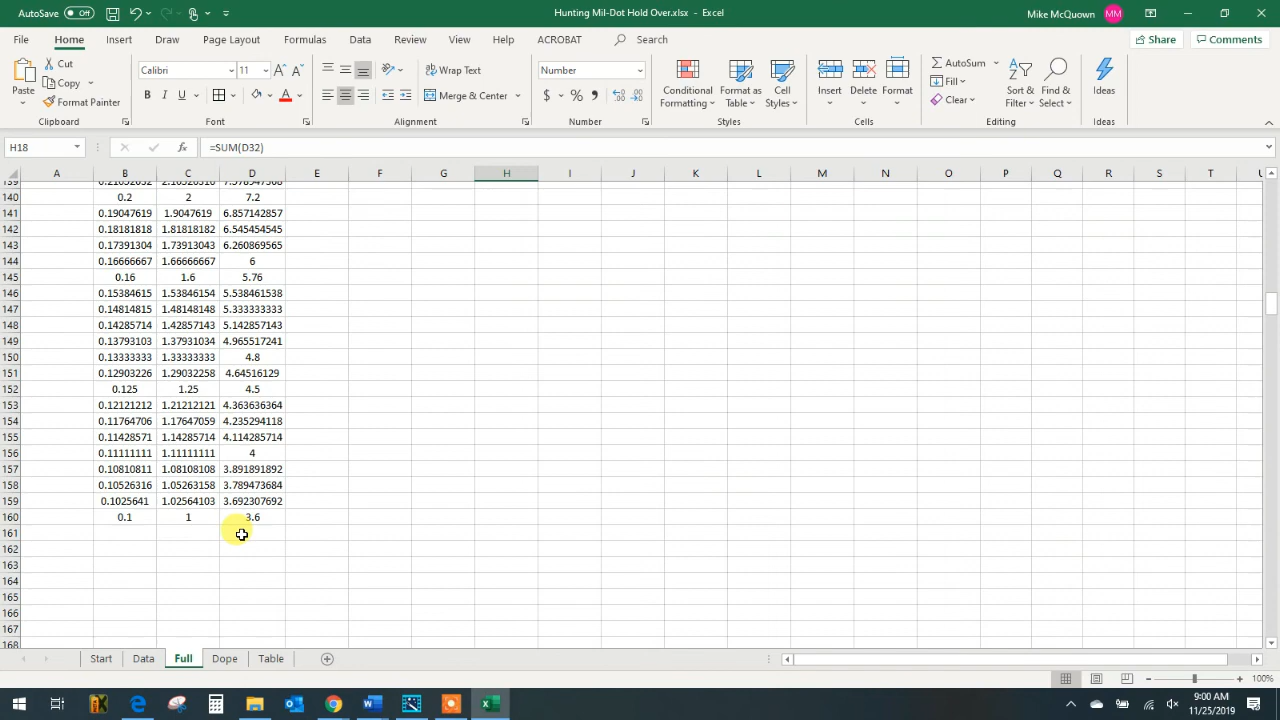 AutoSave Off
Hunting Mil-Dot Hold Over.xlsx - Excel
Mike McQuown MM
File Home Insert Draw Page Layout Formulas Data Review View Help ACROBAT Search Share Comments
Paste
Cut
Copy
Format Painter
Clipboard
Calibri 11
B I U
Font
Wrap Text
Merge & Center
Alignment
Number
$ % 9
Number
Conditional Formatting
Format as Table
Cell Styles
Styles
Insert Delete Format
Cells
AutoSum
Fill
Clear
Sort & Filter
Find & Select
Editing
Ideas
Ideas
H18 fx =SUM(D32)
A B C D E F G H I J K L M N O P Q R S T
140 0.2 2 7.2
141 0.19047619 1.9047619 6.857142857
142 0.18181818 1.81818182 6.545454545
143 0.17391304 1.73913043 6.260869565
144 0.16666667 1.66666667 6
145 0.16 1.6 5.76
146 0.15384615 1.53846154 5.538461538
147 0.14814815 1.48148148 5.333333333
148 0.14285714 1.42857143 5.142857143
149 0.13793103 1.37931034 4.965517241
150 0.13333333 1.33333333 4.8
151 0.12903226 1.29032258 4.64516129
152 0.125 1.25 4.5
153 0.12121212 1.21212121 4.363636364
154 0.11764706 1.17647059 4.235294118
155 0.11428571 1.14285714 4.114285714
156 0.11111111 1.11111111 4
157 0.10810811 1.08108108 3.891891892
158 0.10526316 1.05263158 3.789473684
159 0.1025641 1.02564103 3.692307692
160 0.1 1 3.6
161
162
163
164
165
166
167
168
Start Data Full Dope Table
100%
9:00 AM
11/25/2019